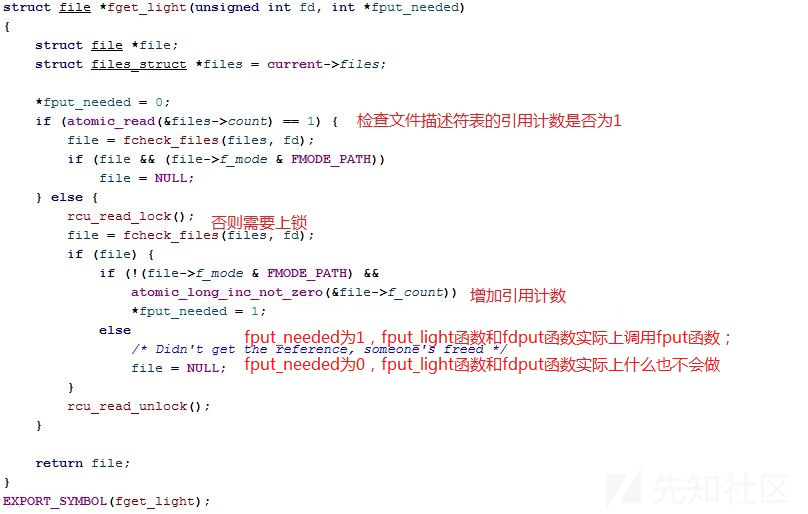 struct file *fget_light(unsigned int fd, int *fput_needed)
{
    struct file *file;
    struct files_struct *files = current->files;

    *fput_needed = 0;
    if (atomic_read(&files->count) == 1) { 检查文件描述符表的引用计数是否为1
        file = fcheck_files(files, fd);
        if (file && (file->f_mode & FMODE_PATH))
            file = NULL;
    } else {
        rcu_read_lock(); 否则需要上锁
        file = fcheck_files(files, fd);
        if (file) {
            if (!(file->f_mode & FMODE_PATH) &&
                atomic_long_inc_not_zero(&file->f_count)) 增加引用计数
                *fput_needed = 1;
            else fput_needed为1，fput_light函数和fdput函数实际上调用fput函数；
                /* Didn't get the reference, someone's freed */
                file = NULL; fput_needed为0，fput_light函数和fdput函数实际上什么也不会做
        }
        rcu_read_unlock();
    }

    return file;
}
EXPORT_SYMBOL(fget_light);
先知社区